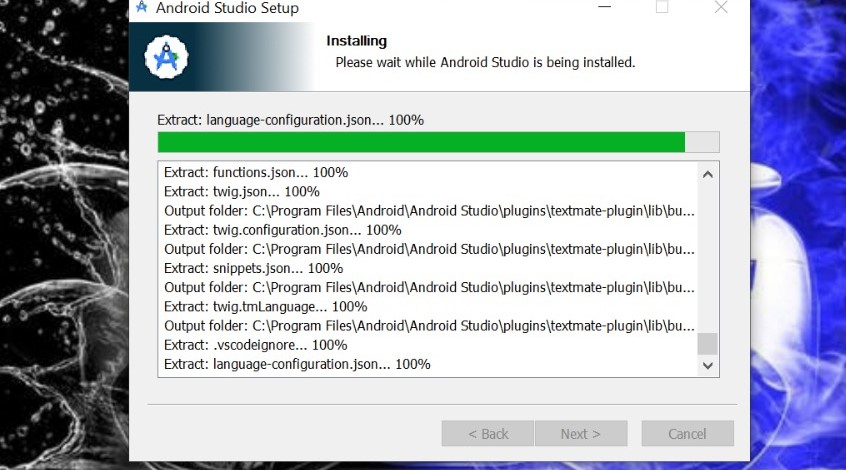 Android Studio Setup
Installing
Please wait while Android Studio is being installed.
Extract: language-configuration.json... 100%
Extract: functions.json... 100%
Extract: twig.json... 100%
Output folder: C:\Program Files\Android\Android Studio\plugins\textmate-plugin\lib\bu...
Extract: twig.configuration.json... 100%
Output folder: C:\Program Files\Android\Android Studio\plugins\textmate-plugin\lib\bu...
Extract: snippets.json... 100%
Output folder: C:\Program Files\Android\Android Studio\plugins\textmate-plugin\lib\bu...
Extract: twig.tmLanguage... 100%
Output folder: C:\Program Files\Android\Android Studio\plugins\textmate-plugin\lib\bu...
Extract: .vscodeignore... 100%
Extract: language-configuration.json... 100%
< Back Next > Cancel